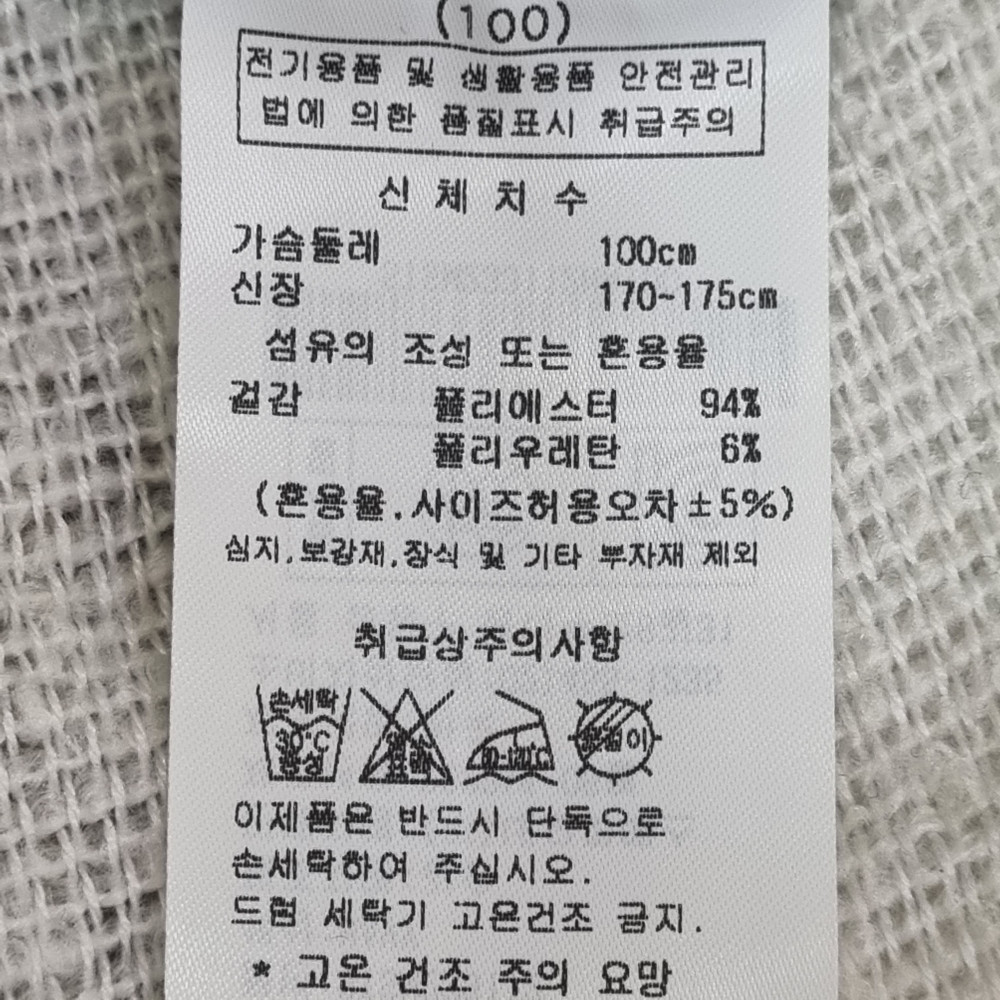 (100)
전기용품 및 생활용품 안전관리
법에 의한 품질표시 취급주의
신 체 치 수
가슴둘레 100cm
신장 170~175cm
섬유의 조성 또는 혼용율
겉감 폴리에스터 94%
폴리우레탄 6%
(혼용율.사이즈허용오차±5%)
심지.보강재.장식 및 기타 부자재 제외
취급상주의사항
손세탁
30°C
중성
80-120°C
옷걸이
이제품은 반드시 단독으로
손세탁하여 주십시오.
드럼 세탁기 고온건조 금지.
* 고온 건조 주의 요망